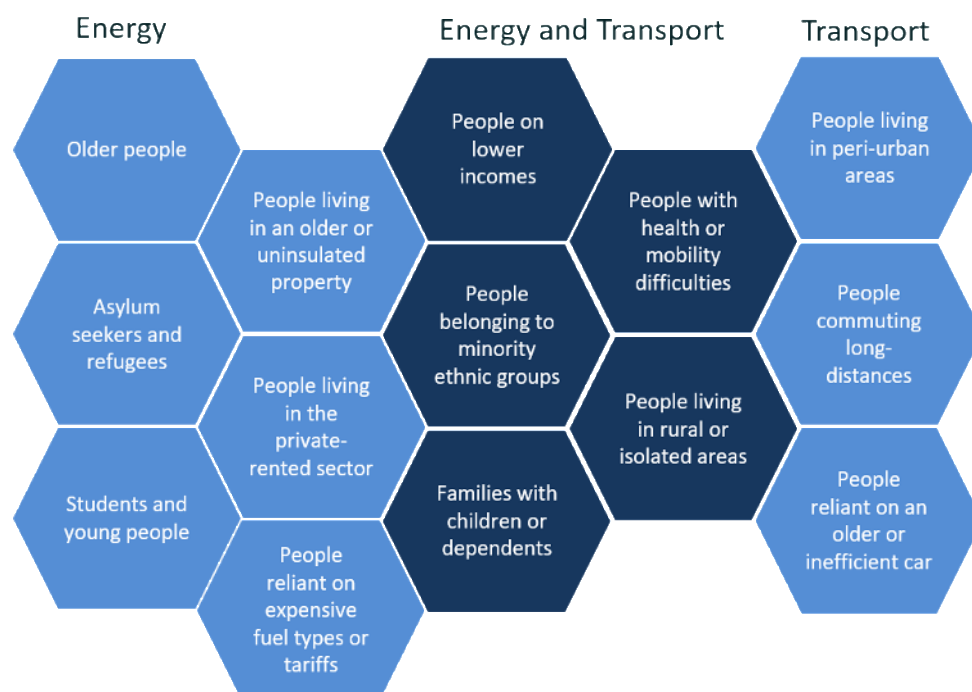 Energy
Energy and Transport
Transport
Older people
People living
in an older or
uninsulated
property
People on
lower
incomes
People with
health or
mobility
difficulties
People living
in peri-urban
areas
Asylum
seekers and
refugees
People living
in the
private-
rented sector
People
belonging to
minority
ethnic groups
People living
in rural or
isolated areas
People
commuting
long-
distances
Students and
young people
People
reliant on
expensive
fuel types or
tariffs
Families with
children or
dependents
People
reliant on an
older or
inefficient car